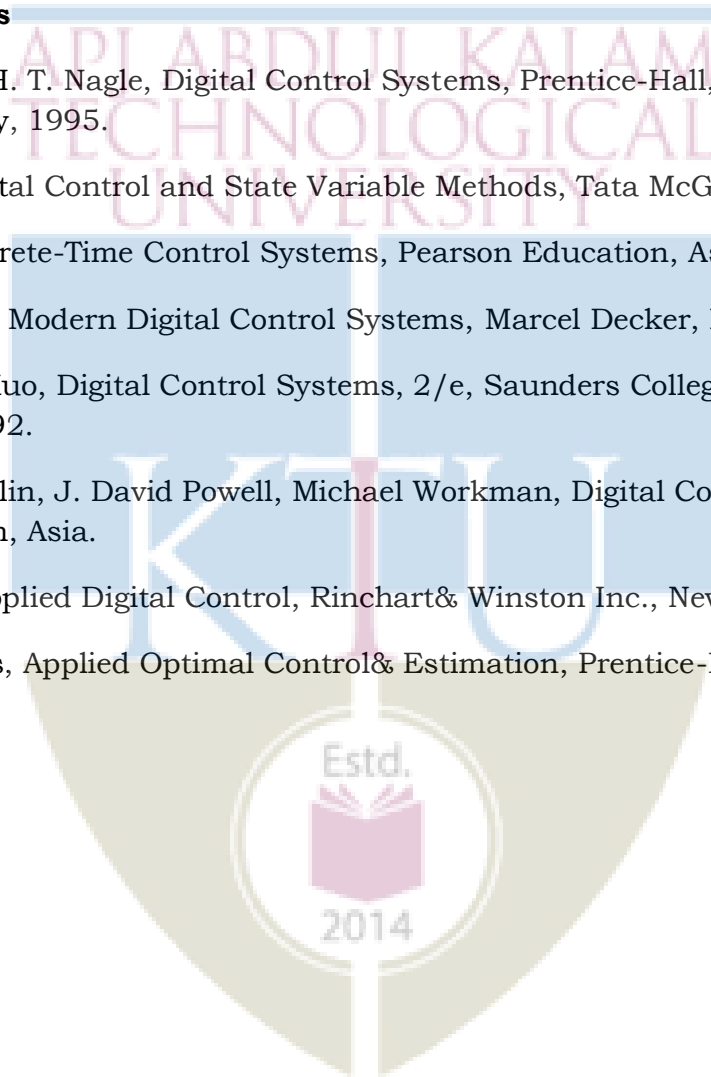 s
API ABDUL KALAM
H. T. Nagle, Digital Control Systems, Prentice-Hall,
y, 1995.
TECHNOLOGICAL
tal Control and State Variable Methods, Tata McG
UNIVERSITY
rete-Time Control Systems, Pearson Education, As
Modern Digital Control Systems, Marcel Decker,
uo, Digital Control Systems, 2/e, Saunders Colleg
92.
KTU
lin, J. David Powell, Michael Workman, Digital Co
n, Asia.
pplied Digital Control, Rinchart& Winston Inc., Nev
s, Applied Optimal Control& Estimation, Prentice-
Estd.
2014